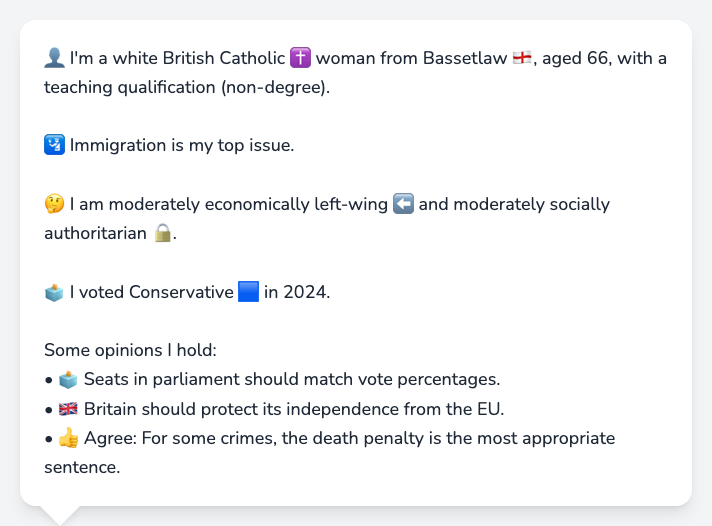 👤 I'm a white British Catholic ✝️ woman from Bassetlaw 🏴󠁧󠁢󠁥󠁮󠁧󠁿, aged 66, with a
teaching qualification (non-degree).
🛂 Immigration is my top issue.
🤔 I am moderately economically left-wing ⬅️ and moderately socially
authoritarian 🔒.
🗳️ I voted Conservative 🟦 in 2024.
Some opinions I hold:
• 🗳️ Seats in parliament should match vote percentages.
• 🇬🇧 Britain should protect its independence from the EU.
• 👍 Agree: For some crimes, the death penalty is the most appropriate
sentence.